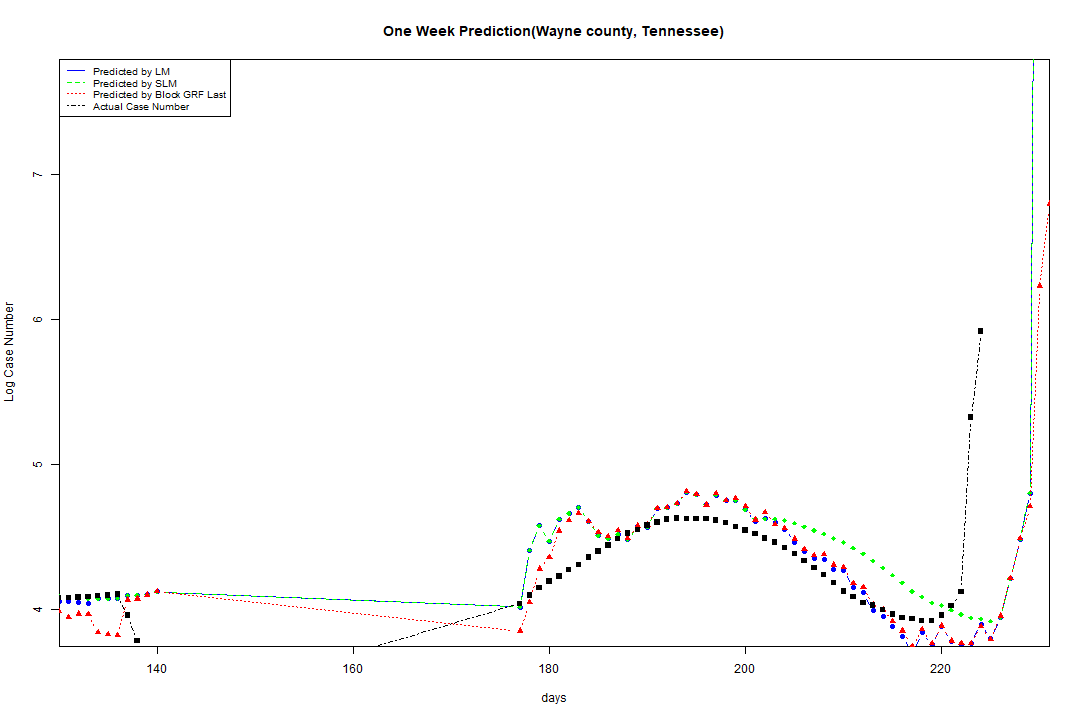 One Week Prediction(Wayne county, Tennessee)
Predicted by LM
Predicted by SLM
Predicted by Block GRF Last
Actual Case Number
Log Case Number
7
6
5
4
140 160 180 200 220
days